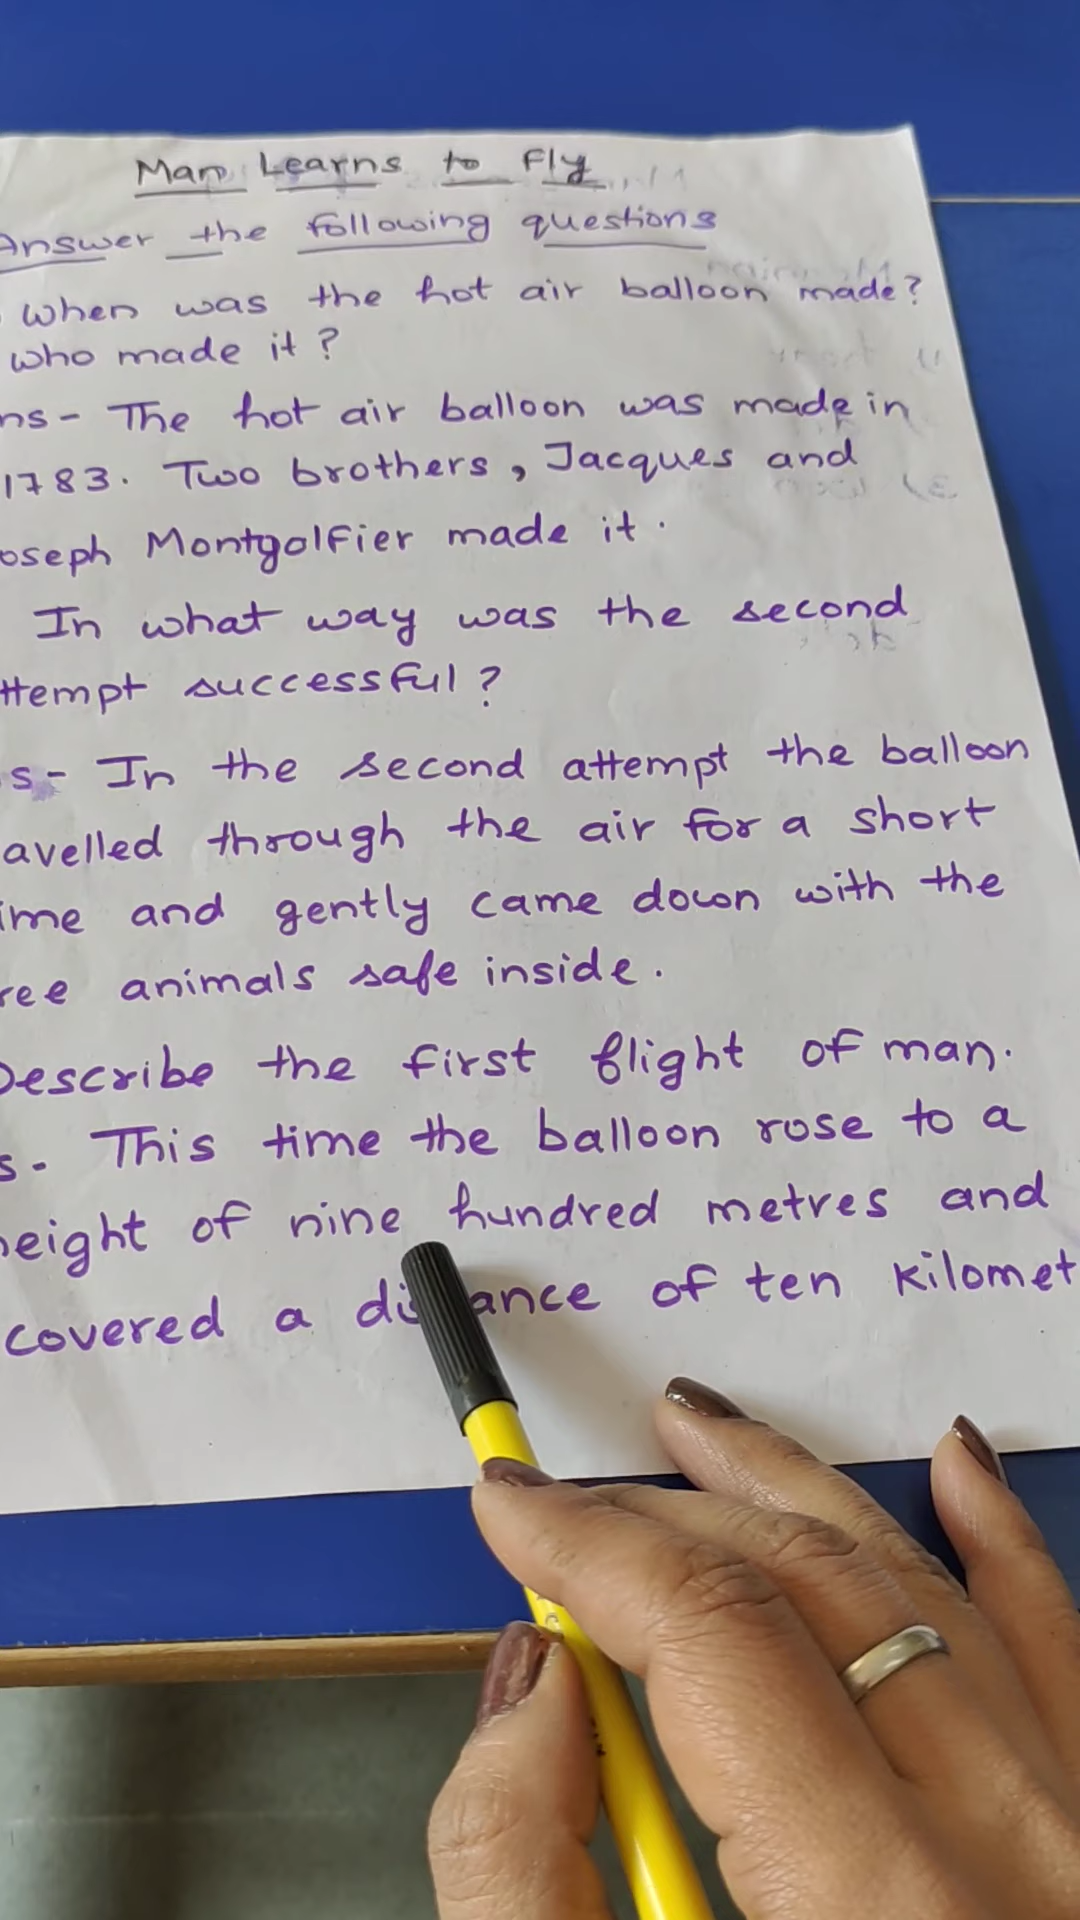 Man Learns to Fly
Answer the following questions
When was the hot air balloon made?
who made it?
ns - The hot air balloon was made in
1783. Two brothers, Jacques and
oseph Montgolfier made it.
In what way was the second
ttempt successful?
s - In the second attempt the balloon
avelled through the air for a short
ime and gently came down with the
ree animals safe inside.
Describe the first flight of man.
s. This time the balloon rose to a
height of nine hundred metres and
covered a distance of ten kilomet